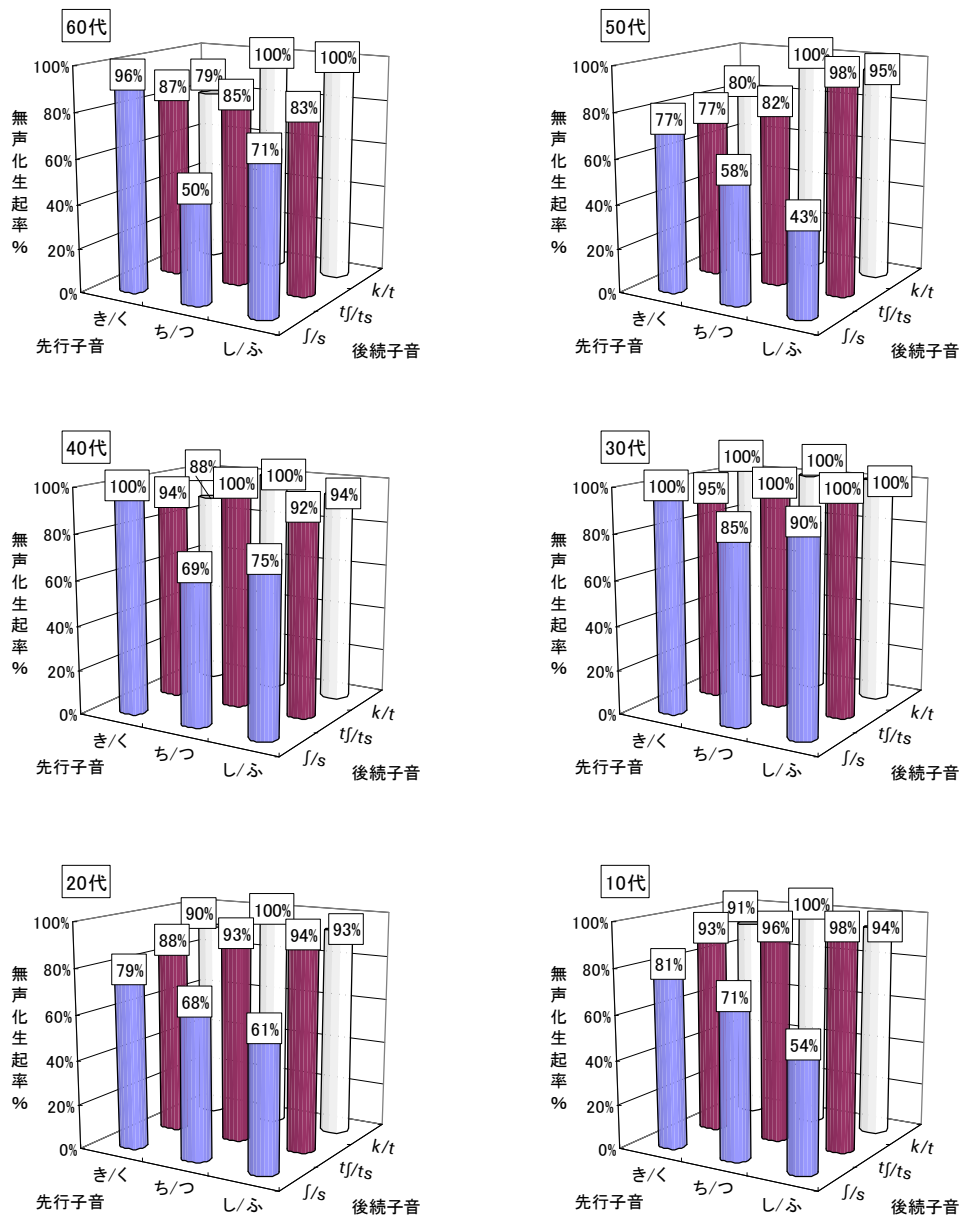 60代
100%
80%
60%
40%
20%
0%
無声化生起率%
96%
87%
79%
50%
85%
100%
71%
83%
100%
き/く
ち/つ
し/ふ
ʃ/s
tʃ/ts
k/t
先行子音
後続子音
50代
100%
80%
60%
40%
20%
0%
無声化生起率%
77%
77%
80%
58%
82%
100%
43%
98%
95%
き/く
ち/つ
し/ふ
ʃ/s
tʃ/ts
k/t
先行子音
後続子音
40代
100%
80%
60%
40%
20%
0%
無声化生起率%
100%
94%
88%
69%
100%
100%
75%
92%
94%
き/く
ち/つ
し/ふ
ʃ/s
tʃ/ts
k/t
先行子音
後続子音
30代
100%
80%
60%
40%
20%
0%
無声化生起率%
100%
95%
100%
85%
100%
100%
90%
100%
100%
き/く
ち/つ
し/ふ
ʃ/s
tʃ/ts
k/t
先行子音
後続子音
20代
100%
80%
60%
40%
20%
0%
無声化生起率%
79%
88%
90%
68%
93%
100%
61%
94%
93%
き/く
ち/つ
し/ふ
ʃ/s
tʃ/ts
k/t
先行子音
後続子音
10代
100%
80%
60%
40%
20%
0%
無声化生起率%
81%
93%
91%
71%
96%
100%
54%
98%
94%
き/く
ち/つ
し/ふ
ʃ/s
tʃ/ts
k/t
先行子音
後続子音